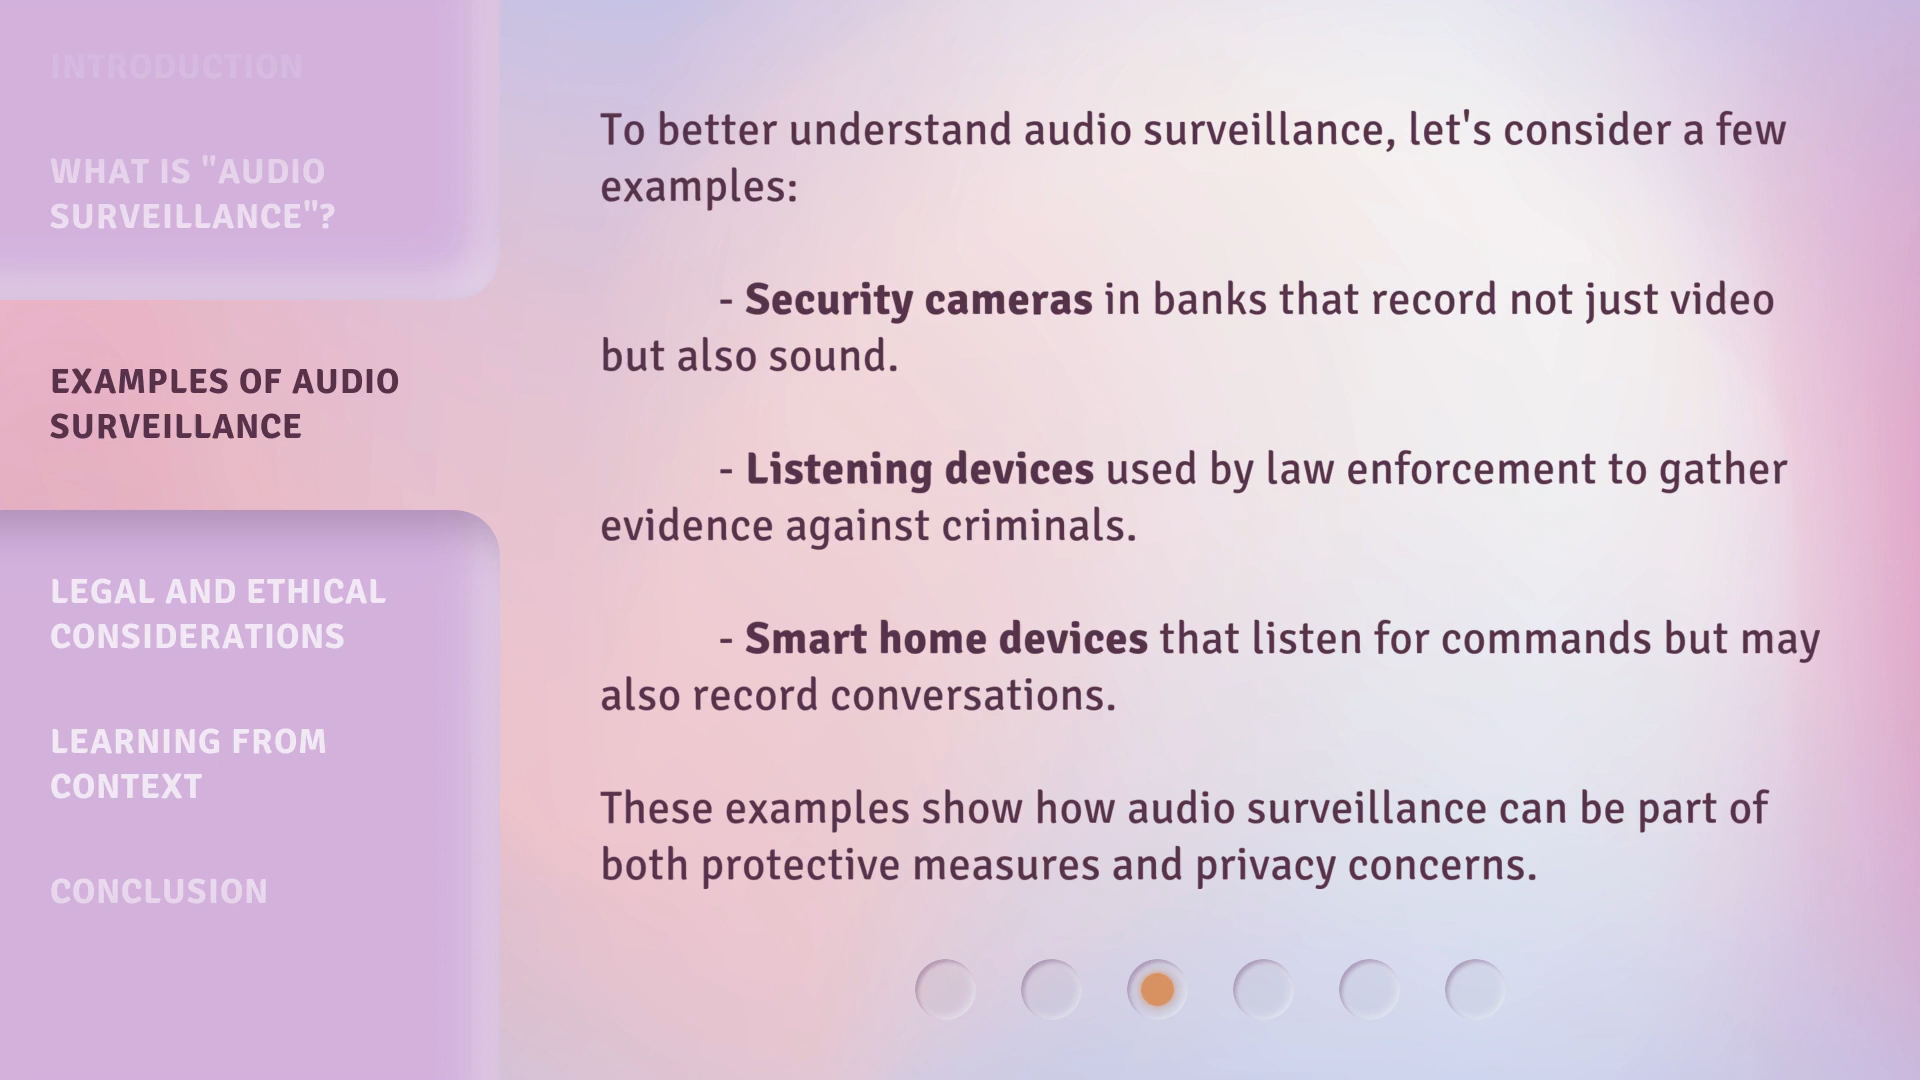 INTRODUCTION
WHAT IS "AUDIO
SURVEILLANCE"?
EXAMPLES OF AUDIO
SURVEILLANCE
LEGAL AND ETHICAL
CONSIDERATIONS
LEARNING FROM
CONTEXT
CONCLUSION
To better understand audio surveillance, let's consider a few
examples:
- Security cameras in banks that record not just video
but also sound.
- Listening devices used by law enforcement to gather
evidence against criminals.
- Smart home devices that listen for commands but may
also record conversations.
These examples show how audio surveillance can be part of
both protective measures and privacy concerns.